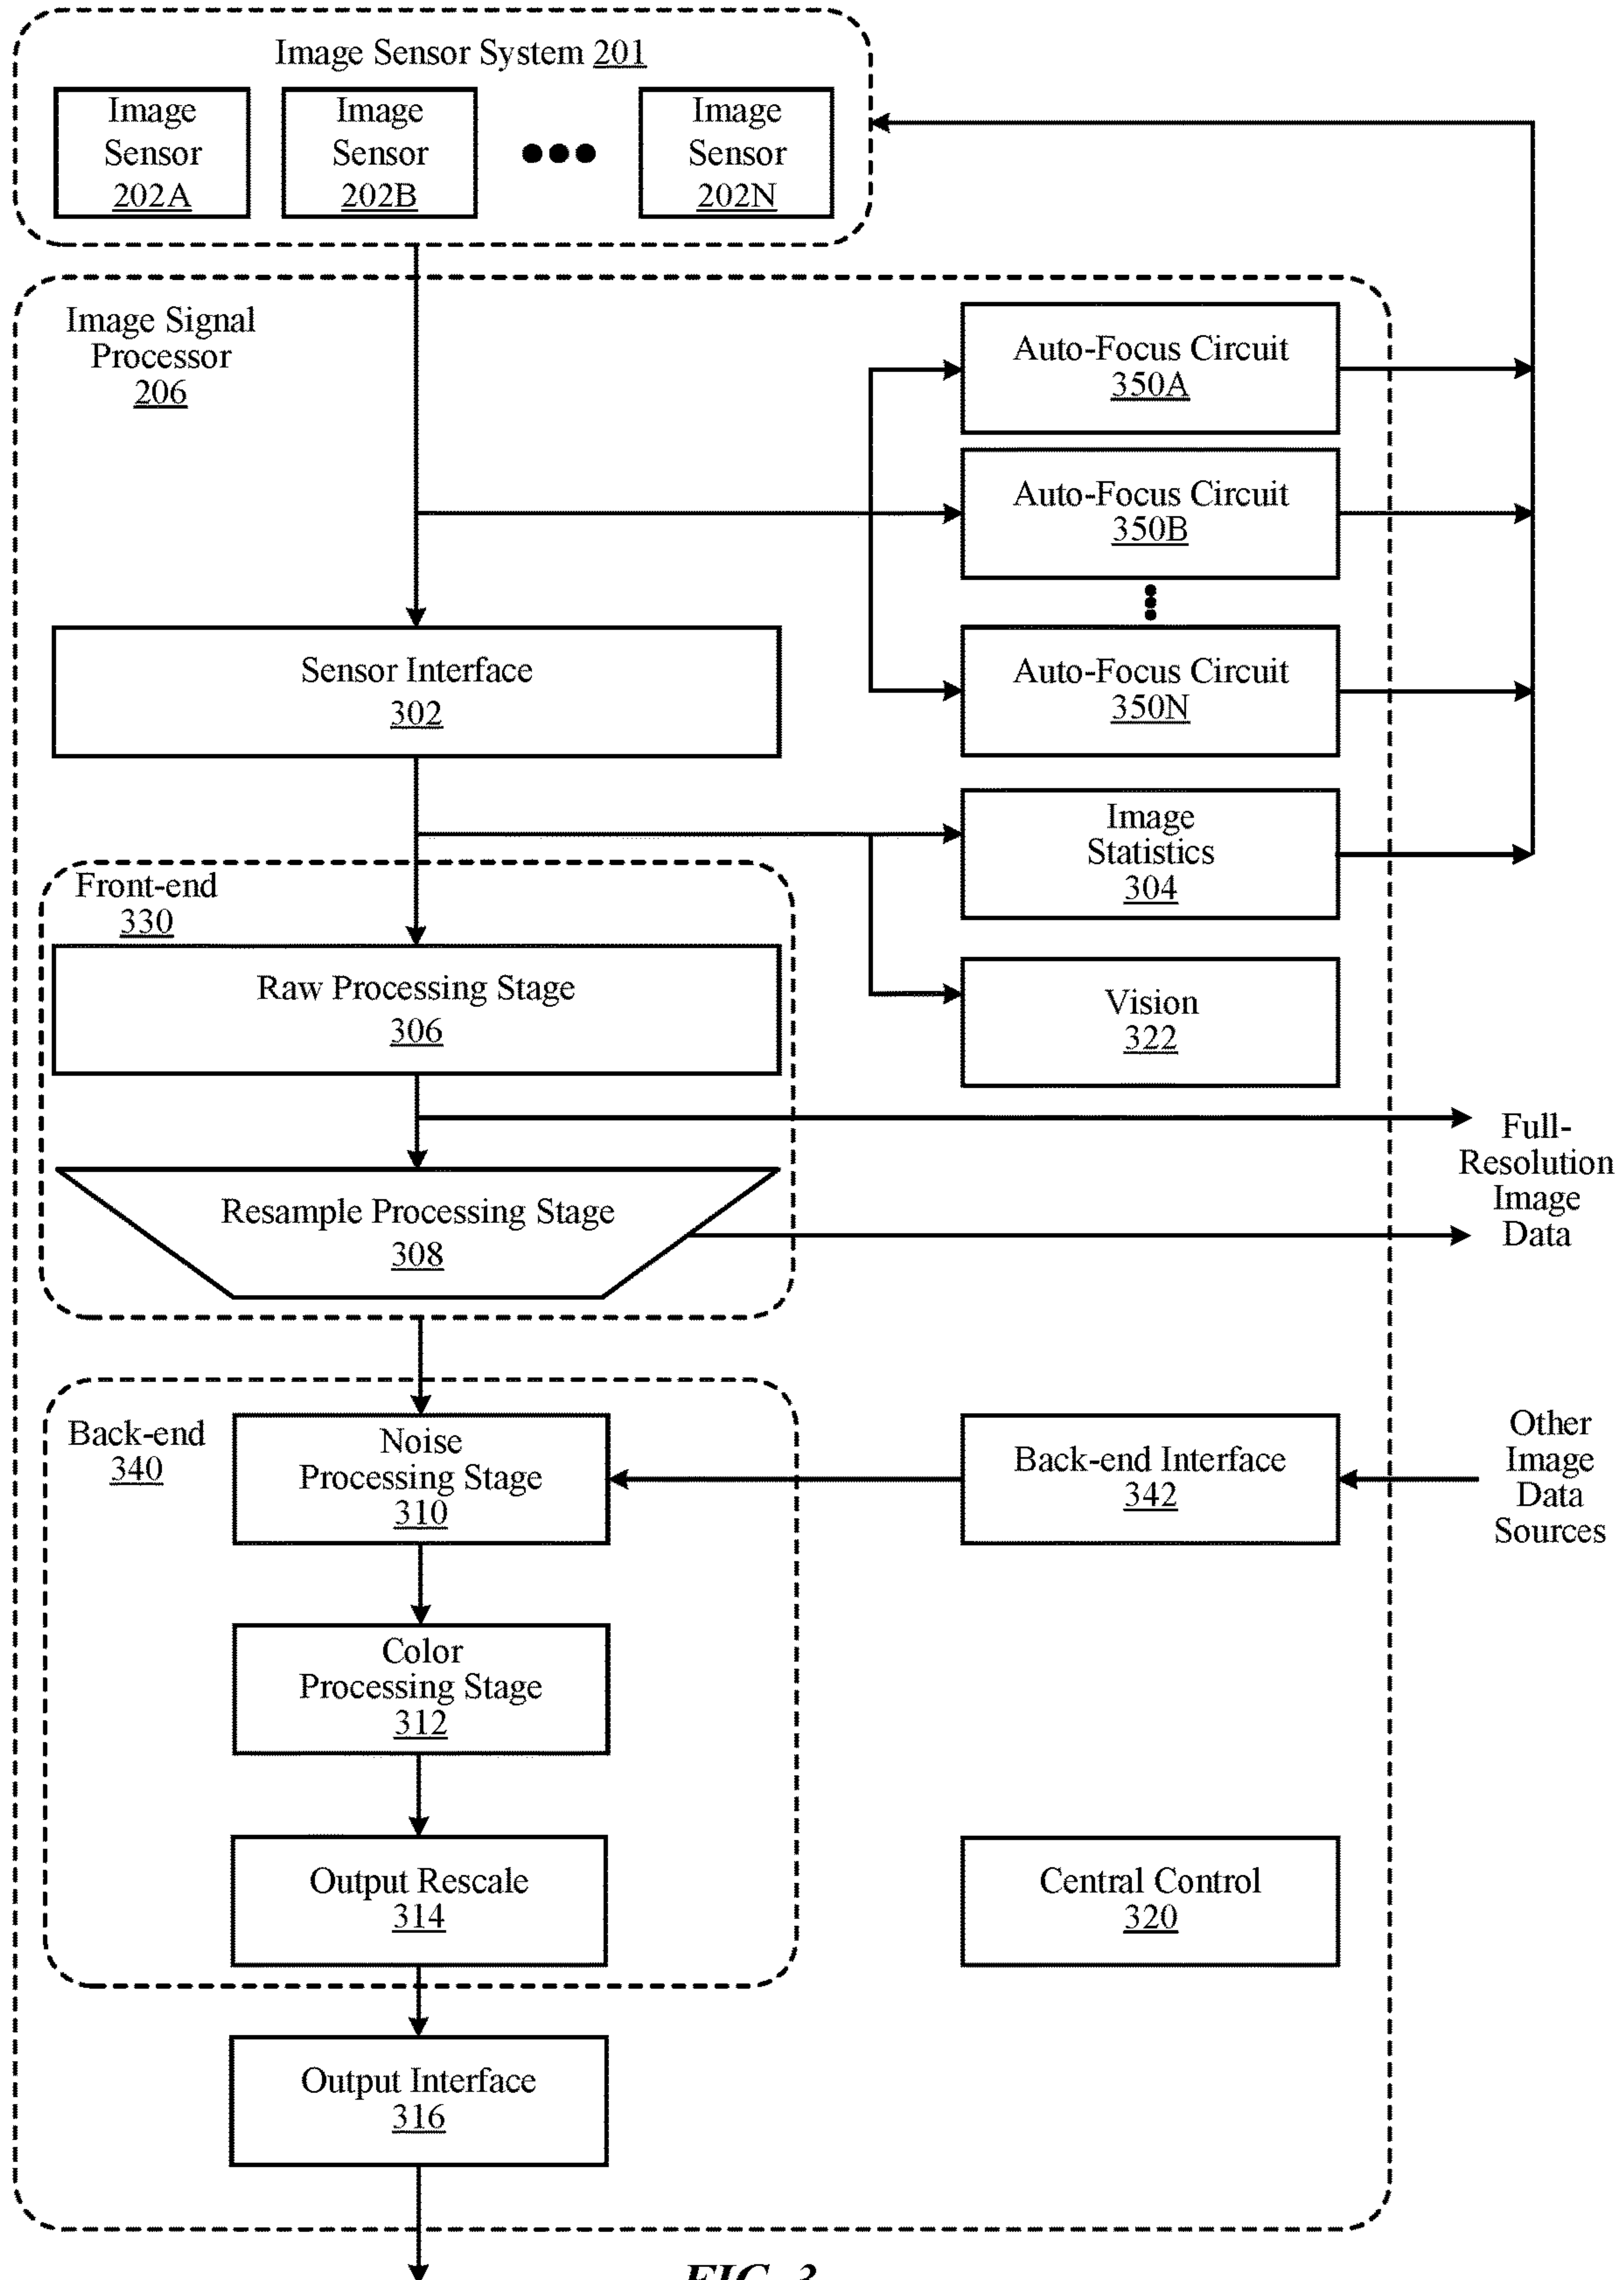 Image Sensor System 201
Image
Sensor
202A
Image
Sensor
202B
Image
Sensor
202N
Image Signal
Processor
206
Auto-Focus Circuit
350A
Auto-Focus Circuit
350B
Sensor Interface
302
Auto-Focus Circuit
350N
Image
Statistics
304
Front-end
330
Raw Processing Stage
306
Vision
322
Full-
Resolution
Image
Data
Resample Processing Stage
308
Back-end
340
Noise
Processing Stage
310
Back-end Interface
342
Other
Image
Data
Sources
Color
Processing Stage
312
Output Rescale
314
Central Control
320
Output Interface
316
FIG. 3